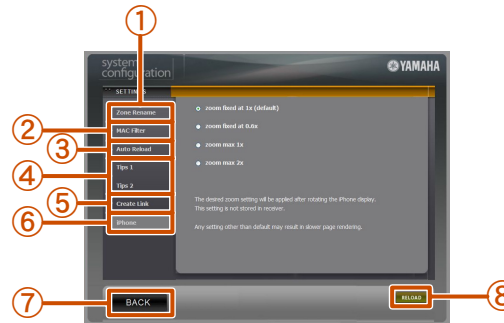 ①
system
configuration
YAMAHA
SETTINGS
Zone Rename
② MAC Filter
③ Auto Reload
④ Tips 1
Tips 2
⑤ Create Link
⑥ iPhone
zoom fixed at 1x (default)
zoom fixed at 0.6x
zoom max 1x
zoom max 2x
The desired zoom setting will be applied after rotating the iPhone display.
This setting is not stored in receiver.
Any setting other than default may result in slower page rendering.
⑦ BACK
RELOAD ⑧